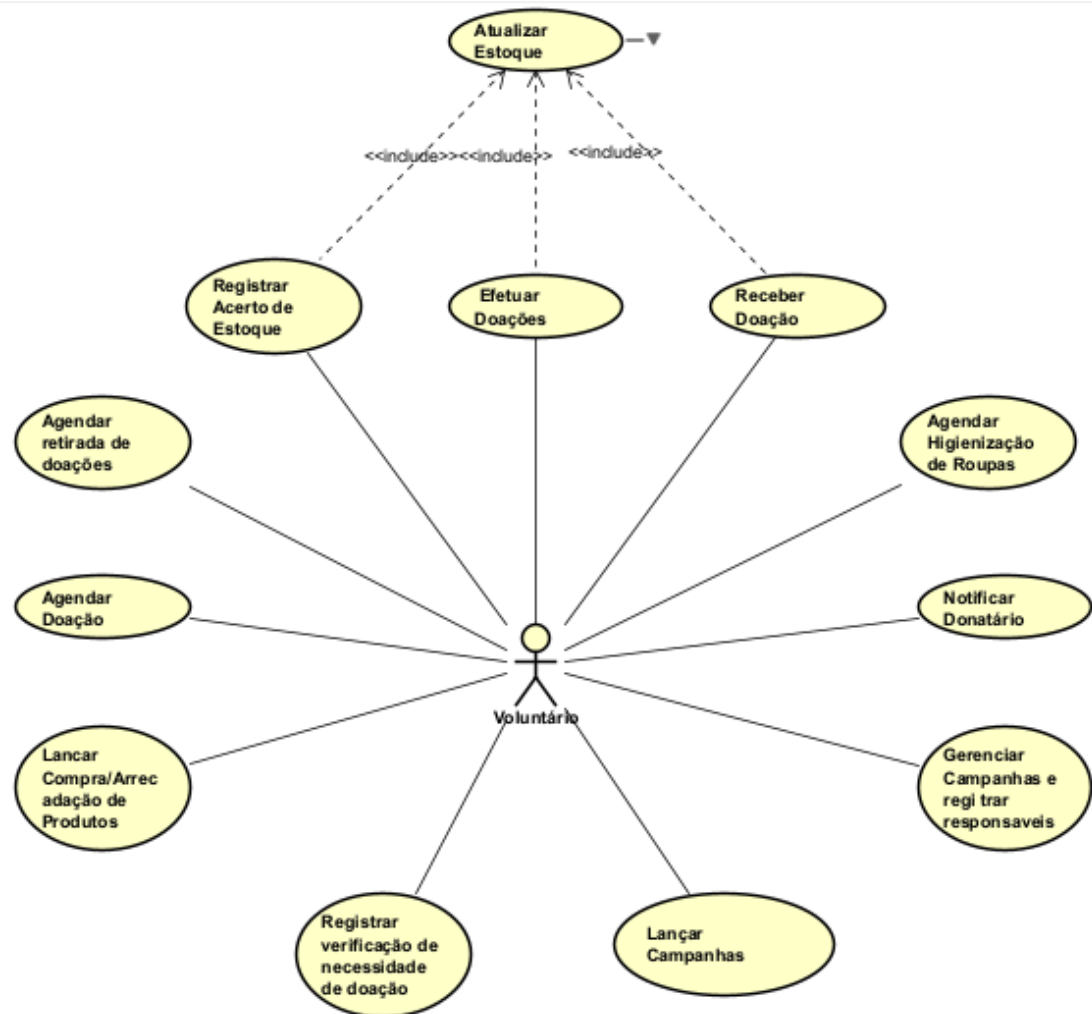 Atualizar
Estoque
<<include>>
<<include>>
<<include>>
Registrar
Acerto de
Estoque
Efetuar
Doações
Receber
Doação
Agendar
retirada de
doações
Agendar
Higienização
de Roupas
Agendar
Doação
Notificar
Donatário
Voluntário
Lancar
Compra/Arrec
adação de
Produtos
Gerenciar
Campanhas e
regi trar
responsaveis
Registrar
verificação de
necessidade
de doação
Lançar
Campanhas